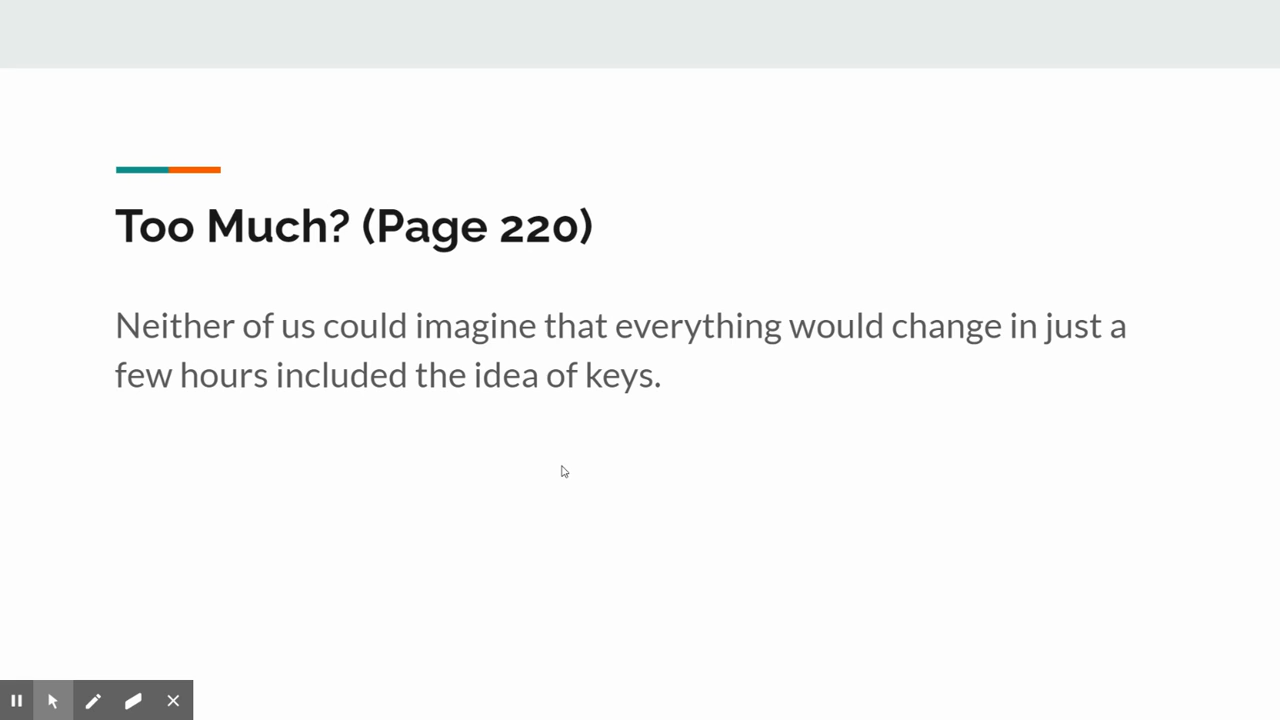 Too Much? (Page 220)
Neither of us could imagine that everything would change in just a
few hours included the idea of keys.